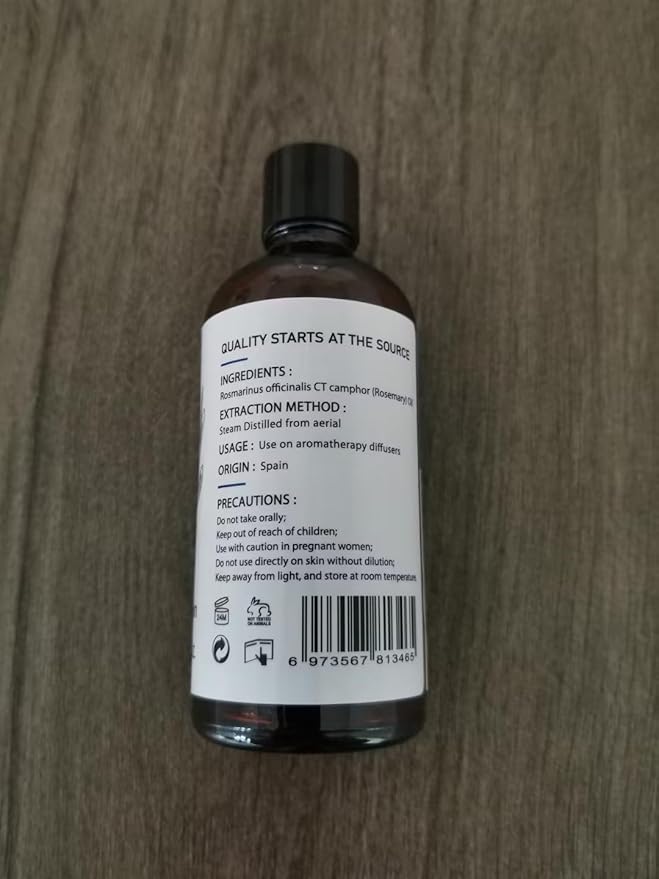 QUALITY STARTS AT THE SOURCE
INGREDIENTS :
Rosmarinus officinalis CT camphor (Rosemary) Oil
EXTRACTION METHOD :
Steam Distilled from aerial
USAGE : Use on aromatherapy diffusers
ORIGIN : Spain
PRECAUTIONS :
Do not take orally;
Keep out of reach of children;
Use with caution in pregnant women;
Do not use directly on skin without dilution;
Keep away from light, and store at room temperature
24M
NOT TESTED
ON ANIMALS
6 973567 813465